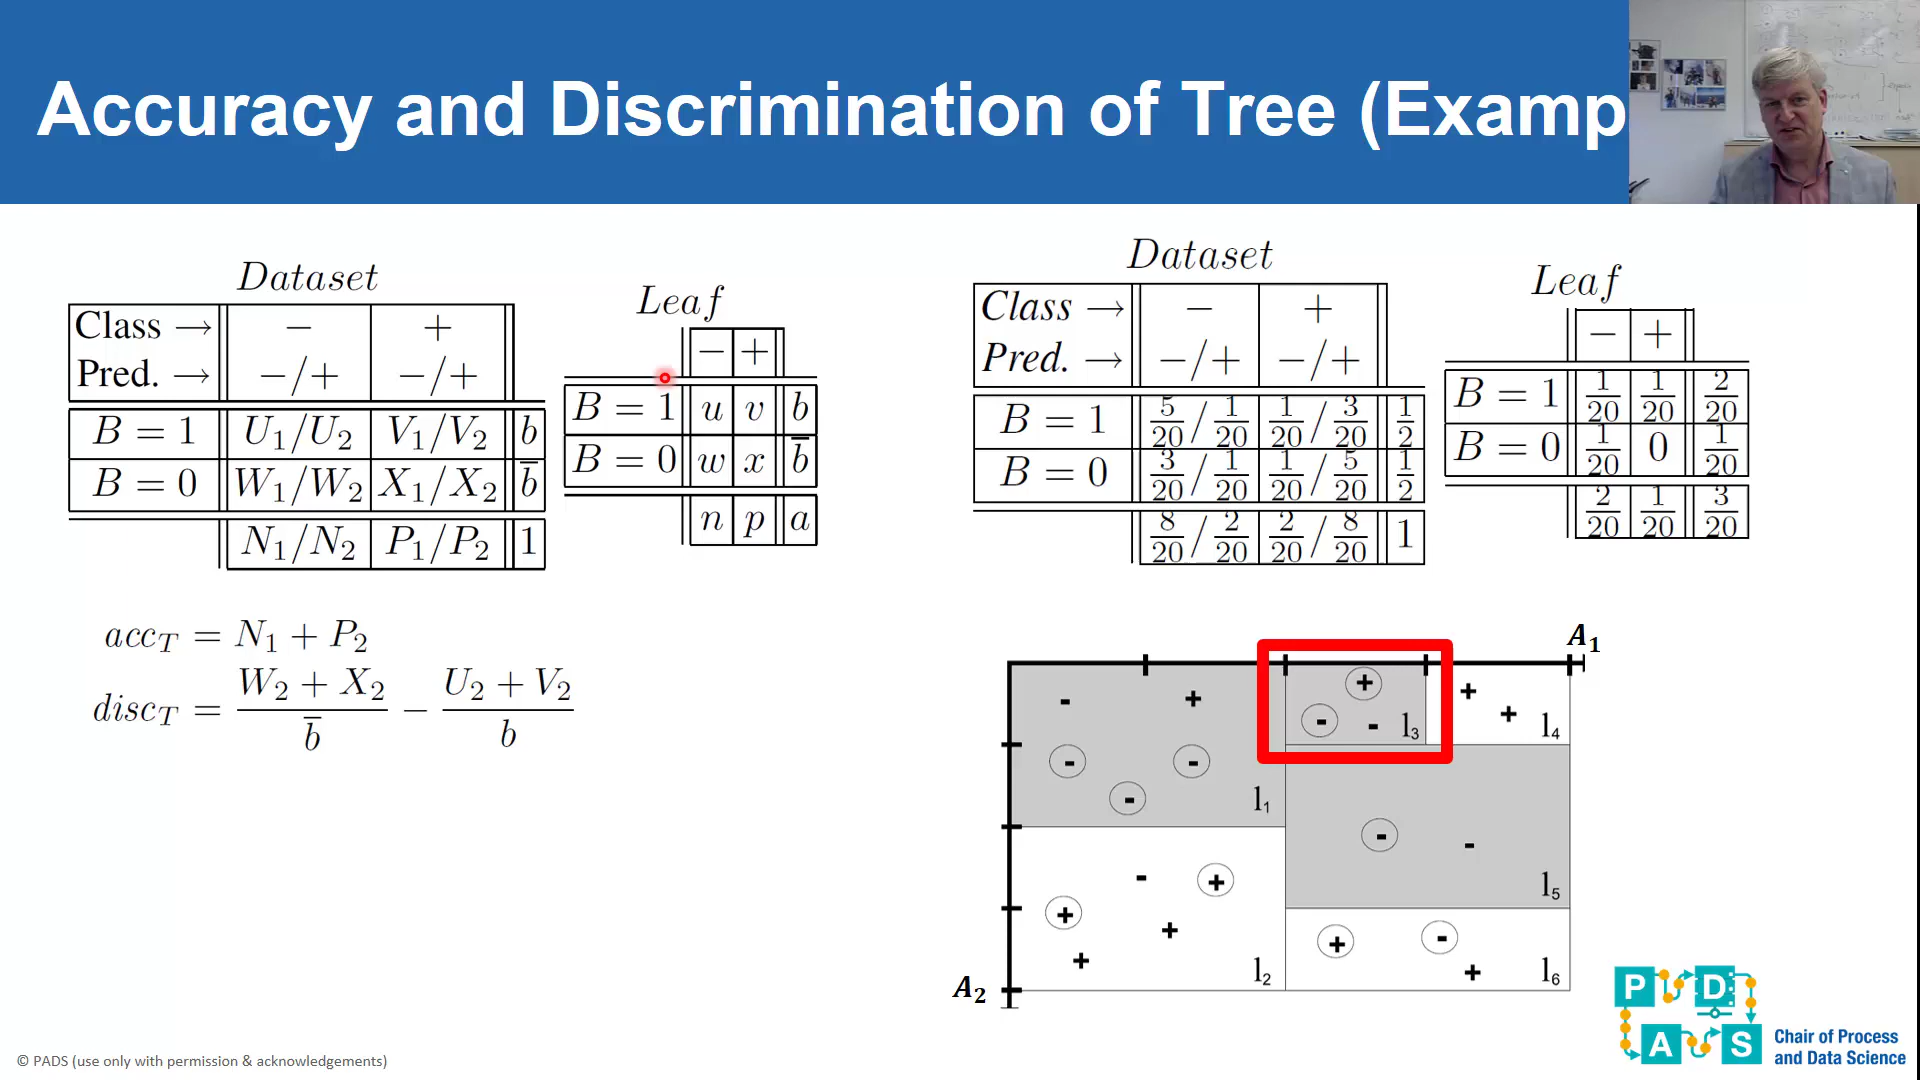 Accuracy and Discrimination of Tree (Examp
Dataset
Class → − +
Pred. → −/+ −/+
B = 1 U₁/U₂ V₁/V₂ b
B = 0 W₁/W₂ X₁/X₂ b̅
N₁/N₂ P₁/P₂ 1
Leaf
− +
B = 1 u v b
B = 0 w x b̅
n p a
acc_T = N₁ + P₂
disc_T = (W₂ + X₂)/b̅ − (U₂ + V₂)/b
Dataset
Class → − +
Pred. → −/+ −/+
B = 1 5/20 / 1/20 1/20 / 3/20 1/2
B = 0 3/20 / 1/20 1/20 / 5/20 1/2
8/20 / 2/20 2/20 / 8/20 1
Leaf
− +
B = 1 1/20 1/20 2/20
B = 0 1/20 0 1/20
2/20 1/20 3/20
A₁
- + + - - l₃ + + l₄
- - - l₁
- - l₅
- + + + + l₂
+ - + l₆
A₂
P D
A S
Chair of Process
and Data Science
© PADS (use only with permission & acknowledgements)